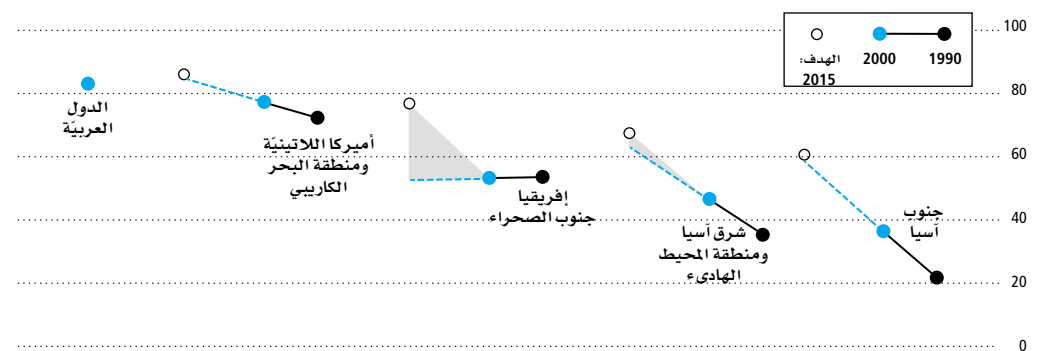 100
80
60
40
20
0
1990
2000
الهدف:
2015
جنوب
آسيا
شرق آسيا
ومنطقة المحيط
الهادىء
إفريقيا
جنوب الصحراء
أميركا اللاتينيّة
ومنطقة البحر
الكاريبي
الدول
العربيّة